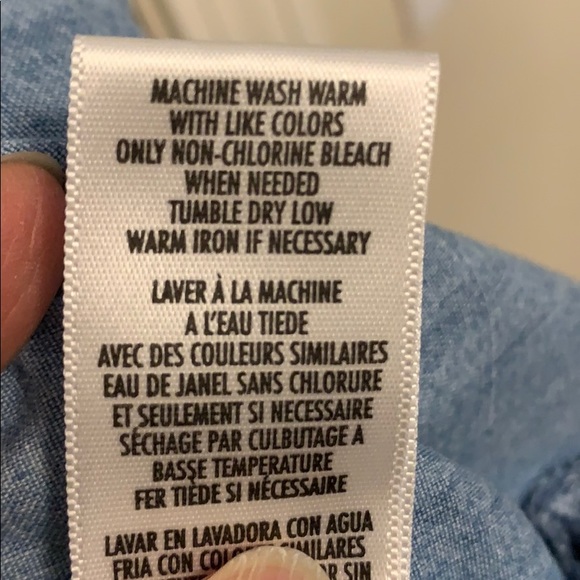 MACHINE WASH WARM
WITH LIKE COLORS
ONLY NON-CHLORINE BLEACH
WHEN NEEDED
TUMBLE DRY LOW
WARM IRON IF NECESSARY
LAVER À LA MACHINE
A L'EAU TIEDE
AVEC DES COULEURS SIMILAIRES
EAU DE JANEL SANS CHLORURE
ET SEULEMENT SI NECESSAIRE
SÉCHAGE PAR CULBUTAGE A
BASSE TEMPERATURE
FER TIÈDE SI NÉCESSAIRE
LAVAR EN LAVADORA CON AGUA
FRIA CON
SIN